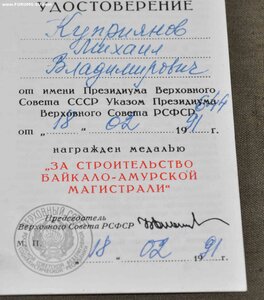 УДОСТОВЕРЕНИЕ
Куприянов
Михаил
Владимирович
от имени Президиума Верховного
Совета СССР Указом Президиума
Верховного Совета РСФСР
от „18 " 02 1991 г.
награжден медалью
„ЗА СТРОИТЕЛЬСТВО
БАЙКАЛО-АМУРСКОЙ
МАГИСТРАЛИ"
Председатель
Верховного Совета РСФСР
М. П.
„18 " 02 1991 г.